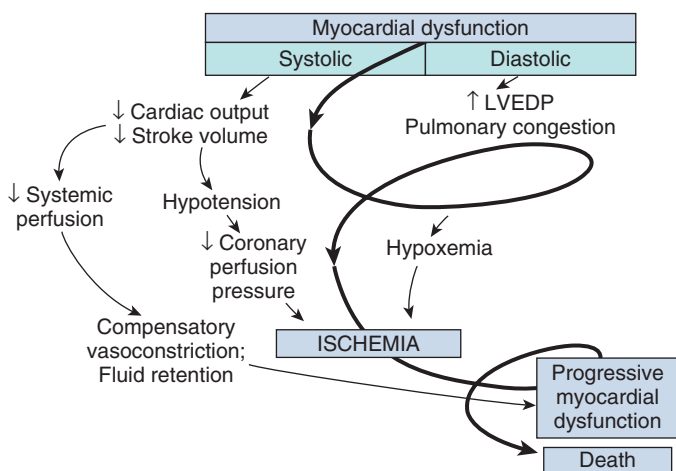 Myocardial dysfunction
Systolic
Diastolic
↓ Cardiac output
↓ Stroke volume
↑ LVEDP
Pulmonary congestion
↓ Systemic
perfusion
Hypotension
↓ Coronary
perfusion
pressure
Hypoxemia
Compensatory
vasoconstriction;
Fluid retention
ISCHEMIA
Progressive
myocardial
dysfunction
Death